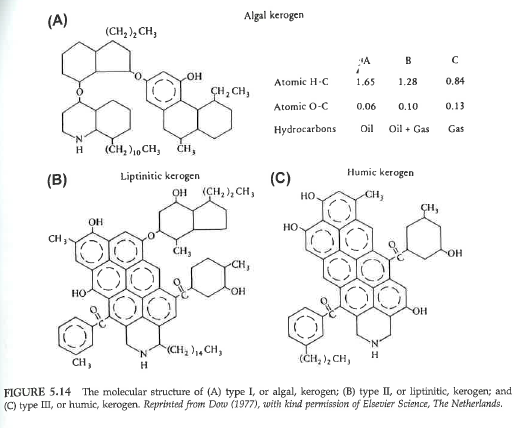 (A)
Algal kerogen
(CH₂)₂CH₃
O
OH
O
CH₂CH₃
N
H
(CH₂)₁₀CH₃
CH₃
A B C
Atomic H-C 1.65 1.28 0.84
Atomic O-C 0.06 0.10 0.13
Hydrocarbons Oil Oil + Gas Gas
(B)
Liptinitic kerogen
OH
(CH₂)₂CH₃
OH
CH₃
O
CH₃
CH₃
O
C
HO
OH
O
C
CH₃
N
H
(CH₂)₁₄CH₃
(C)
Humic kerogen
HO
CH₃
HO
CH₃
O
C
OH
O
C
OH
N
H
(CH₂)₂CH₃
FIGURE 5.14 The molecular structure of (A) type I, or algal, kerogen; (B) type II, or liptinitic, kerogen; and
(C) type III, or humic, kerogen. Reprinted from Dow (1977), with kind permission of Elsevier Science, The Netherlands.